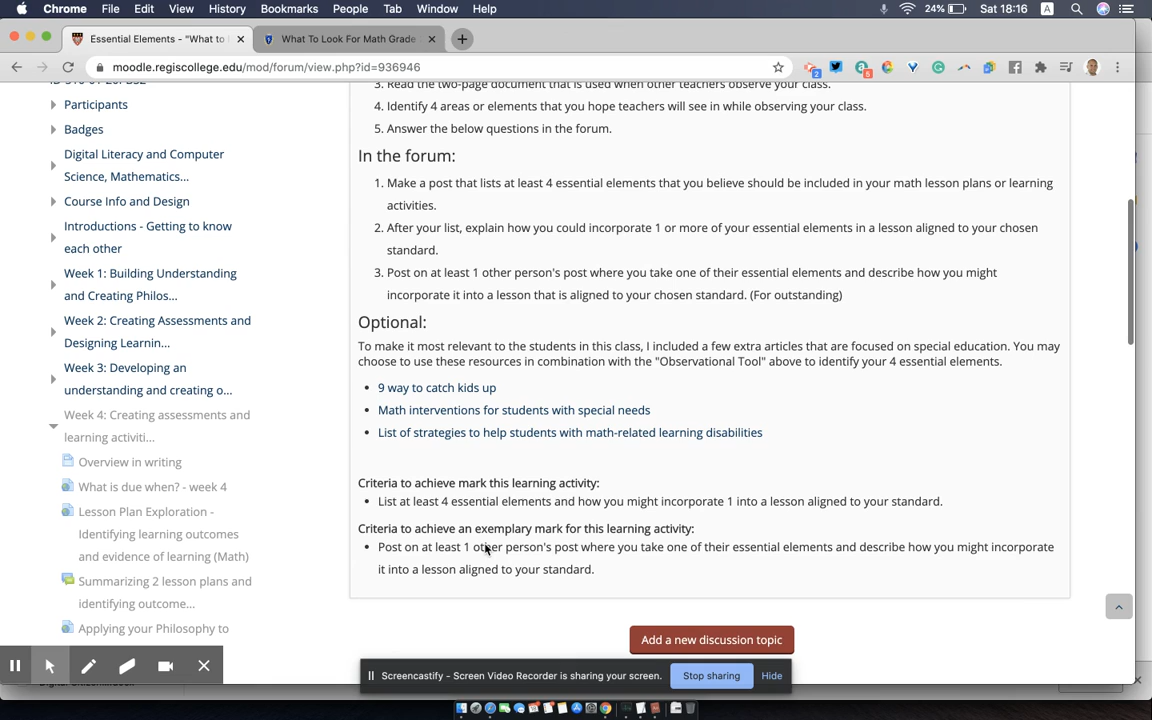 Chrome File Edit View History Bookmarks People Tab Window Help 24% Sat 18:16 A
Essential Elements - "What to What To Look For Math Grade
moodle.regiscollege.edu/mod/forum/view.php?id=936946
Participants
Badges
Digital Literacy and Computer
Science, Mathematics...
Course Info and Design
Introductions - Getting to know
each other
Week 1: Building Understanding
and Creating Philos...
Week 2: Creating Assessments and
Designing Learnin...
Week 3: Developing an
understanding and creating o...
Week 4: Creating assessments and
learning activiti...
Overview in writing
What is due when? - week 4
Lesson Plan Exploration -
Identifying learning outcomes
and evidence of learning (Math)
Summarizing 2 lesson plans and
identifying outcome...
Applying your Philosophy to
3. Read the two-page document that is used when other teachers observe your class.
4. Identify 4 areas or elements that you hope teachers will see in while observing your class.
5. Answer the below questions in the forum.
In the forum:
1. Make a post that lists at least 4 essential elements that you believe should be included in your math lesson plans or learning
activities.
2. After your list, explain how you could incorporate 1 or more of your essential elements in a lesson aligned to your chosen
standard.
3. Post on at least 1 other person's post where you take one of their essential elements and describe how you might
incorporate it into a lesson that is aligned to your chosen standard. (For outstanding)
Optional:
To make it most relevant to the students in this class, I included a few extra articles that are focused on special education. You may
choose to use these resources in combination with the "Observational Tool" above to identify your 4 essential elements.
• 9 way to catch kids up
• Math interventions for students with special needs
• List of strategies to help students with math-related learning disabilities
Criteria to achieve mark this learning activity:
• List at least 4 essential elements and how you might incorporate 1 into a lesson aligned to your standard.
Criteria to achieve an exemplary mark for this learning activity:
• Post on at least 1 other person's post where you take one of their essential elements and describe how you might incorporate
it into a lesson aligned to your standard.
Add a new discussion topic
Screencastify - Screen Video Recorder is sharing your screen. Stop sharing Hide